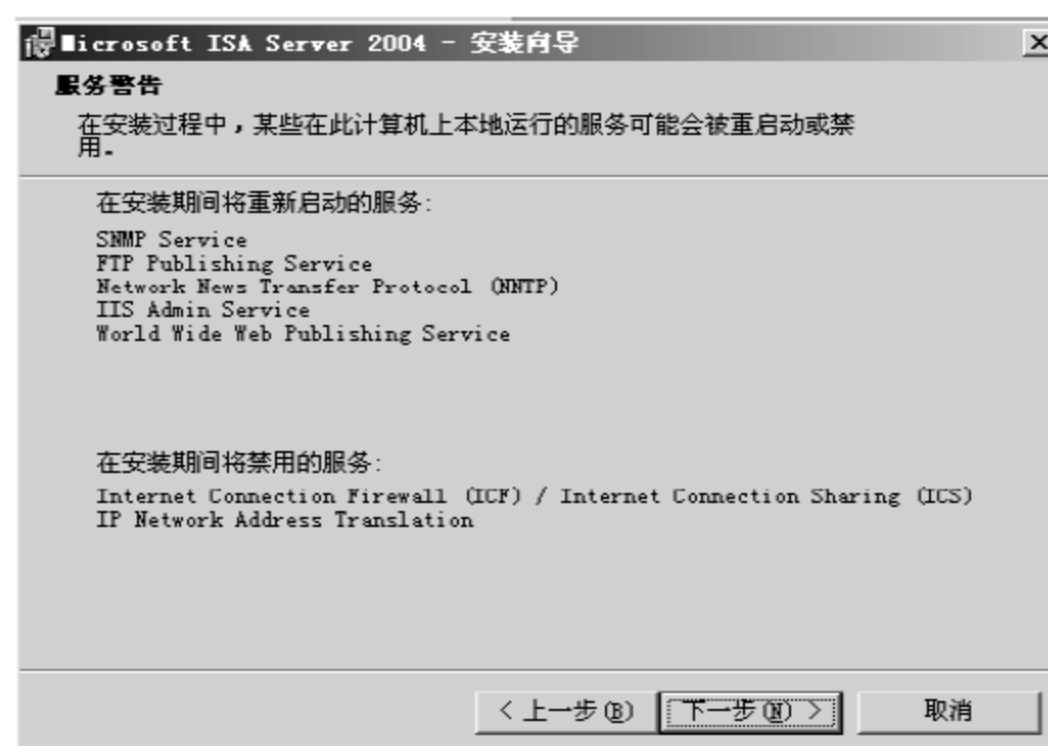 Microsoft ISA Server 2004 - 安装向导
服务警告
在安装过程中，某些在此计算机上本地运行的服务可能会被重启动或禁
用。
在安装期间将重新启动的服务:
SNMP Service
FTP Publishing Service
Network News Transfer Protocol (NNTP)
IIS Admin Service
World Wide Web Publishing Service
在安装期间将禁用的服务:
Internet Connection Firewall (ICF) / Internet Connection Sharing (ICS)
IP Network Address Translation
< 上一步(B) 下一步(N) > 取消